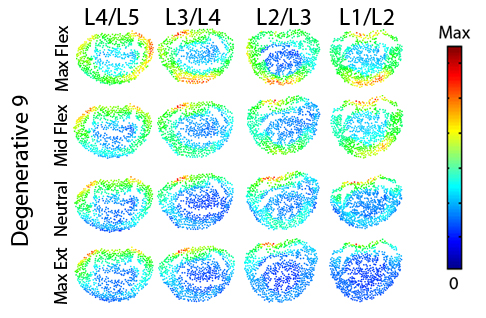 L4/L5 L3/L4 L2/L3 L1/L2
Max
Max Flex
Mid Flex
Neutral
Max Ext
Degenerative 9
0